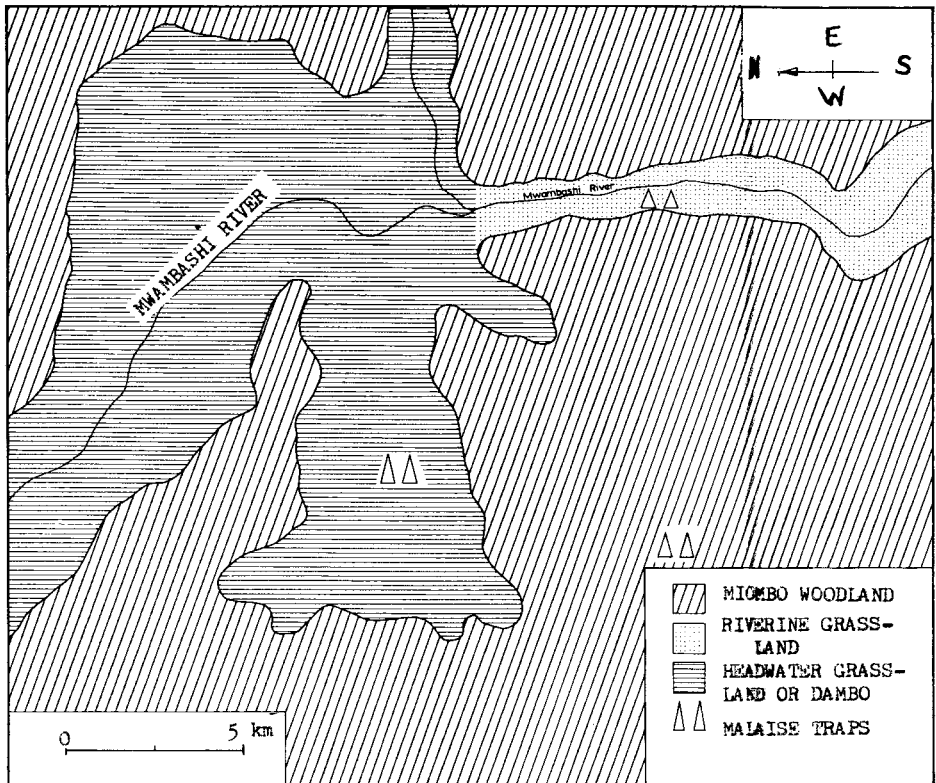 E
N S
W
Mwambashi River
MWAMBASHI RIVER
MIOMBO WOODLAND
RIVERINE GRASS-
LAND
HEADWATER GRASS-
LAND OR DAMBO
MALAISE TRAPS
0 5 km